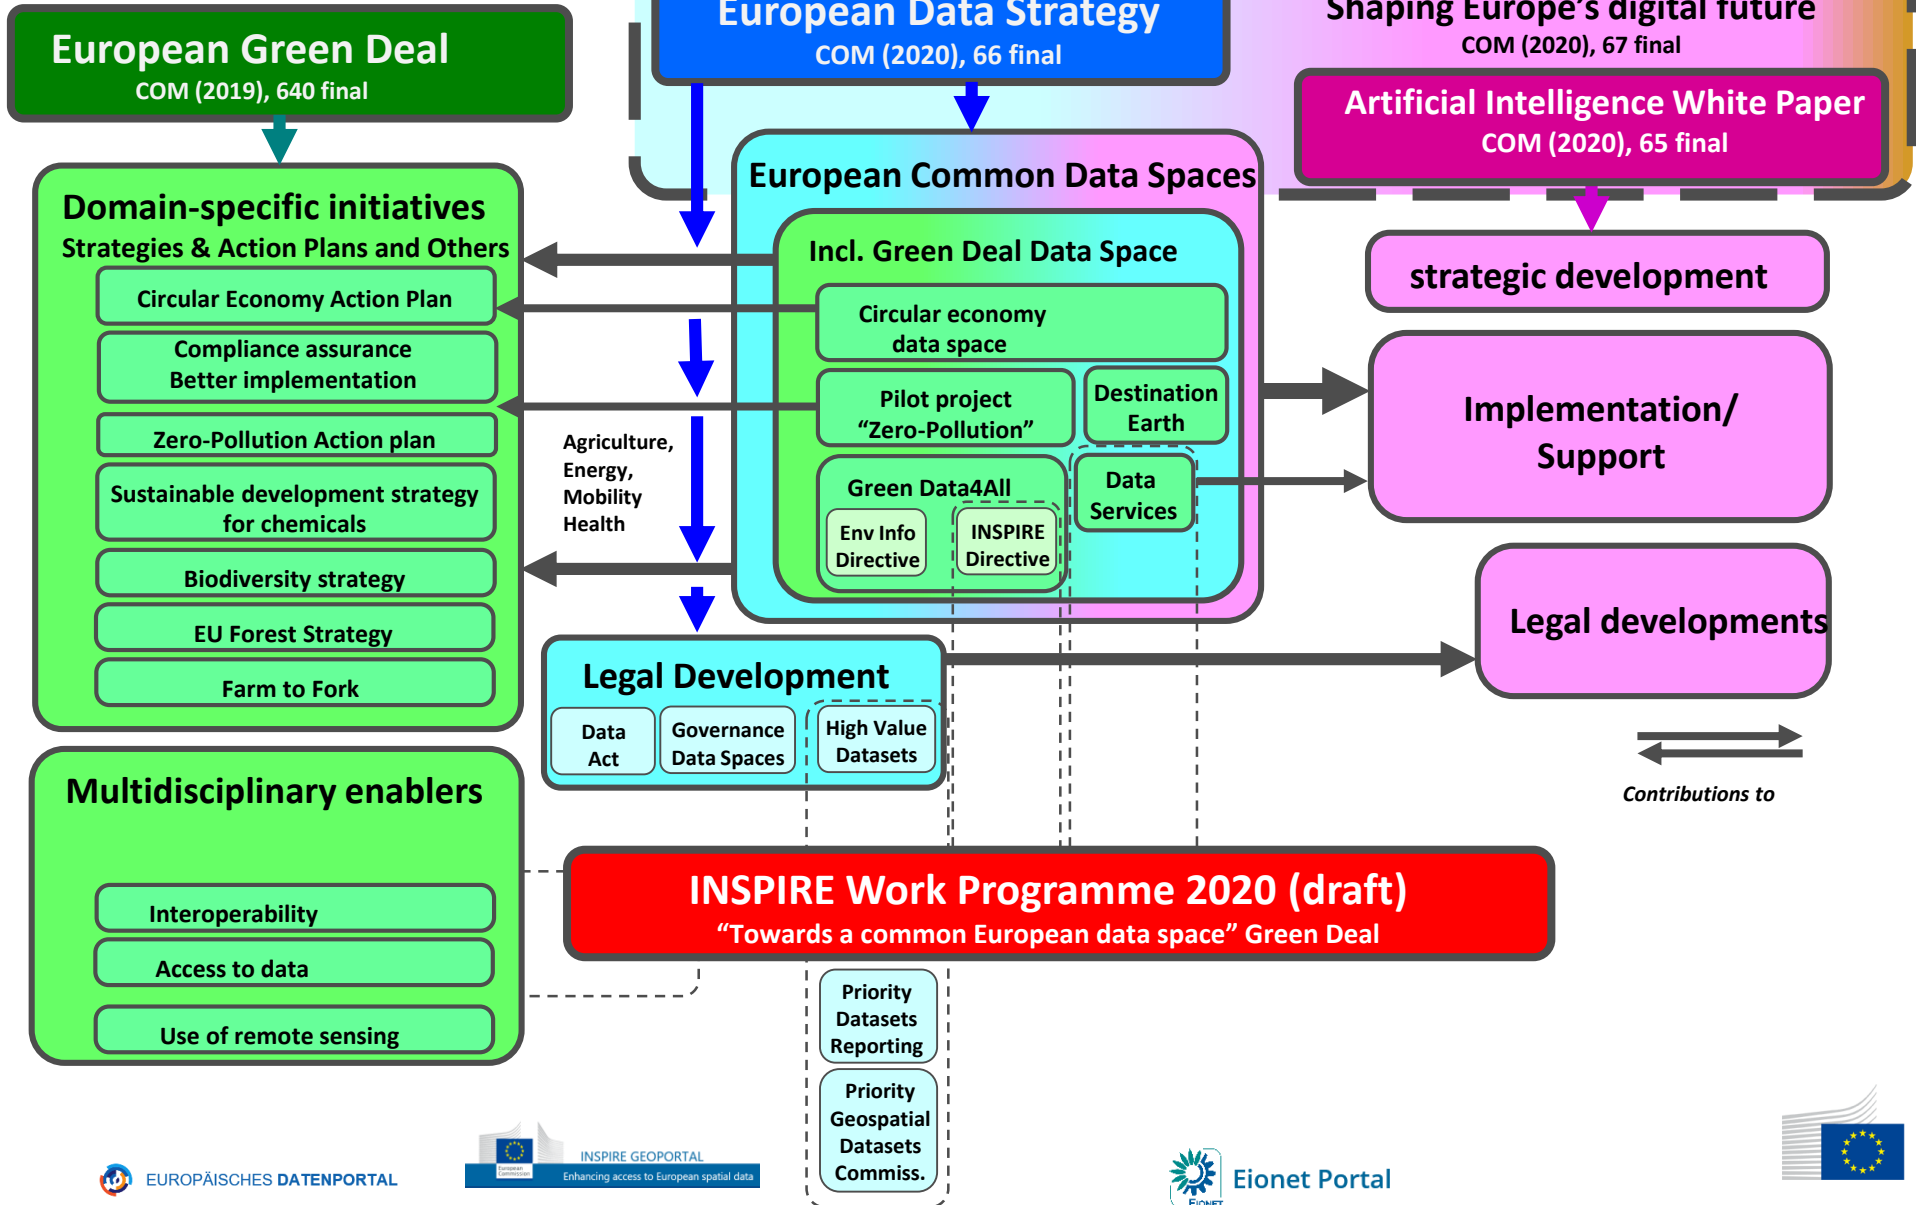 European Green Deal
COM (2019), 640 final
European Data Strategy
COM (2020), 66 final
Shaping Europe's digital future
COM (2020), 67 final
Artificial Intelligence White Paper
COM (2020), 65 final
Domain-specific initiatives
Strategies & Action Plans and Others
Circular Economy Action Plan
Compliance assurance
Better implementation
Zero-Pollution Action plan
Sustainable development strategy
for chemicals
Biodiversity strategy
EU Forest Strategy
Farm to Fork
Agriculture,
Energy,
Mobility
Health
European Common Data Spaces
Incl. Green Deal Data Space
Circular economy
data space
Pilot project
“Zero-Pollution”
Destination
Earth
Green Data4All
Env Info
Directive
INSPIRE
Directive
Data
Services
strategic development
Implementation/
Support
Legal developments
Legal Development
Data
Act
Governance
Data Spaces
High Value
Datasets
Contributions to
Multidisciplinary enablers
Interoperability
Access to data
Use of remote sensing
INSPIRE Work Programme 2020 (draft)
“Towards a common European data space” Green Deal
Priority
Datasets
Reporting
Priority
Geospatial
Datasets
Commiss.
EUROPÄISCHES DATENPORTAL
European
Commission
INSPIRE GEOPORTAL
Enhancing access to European spatial data
EIONET
Eionet Portal